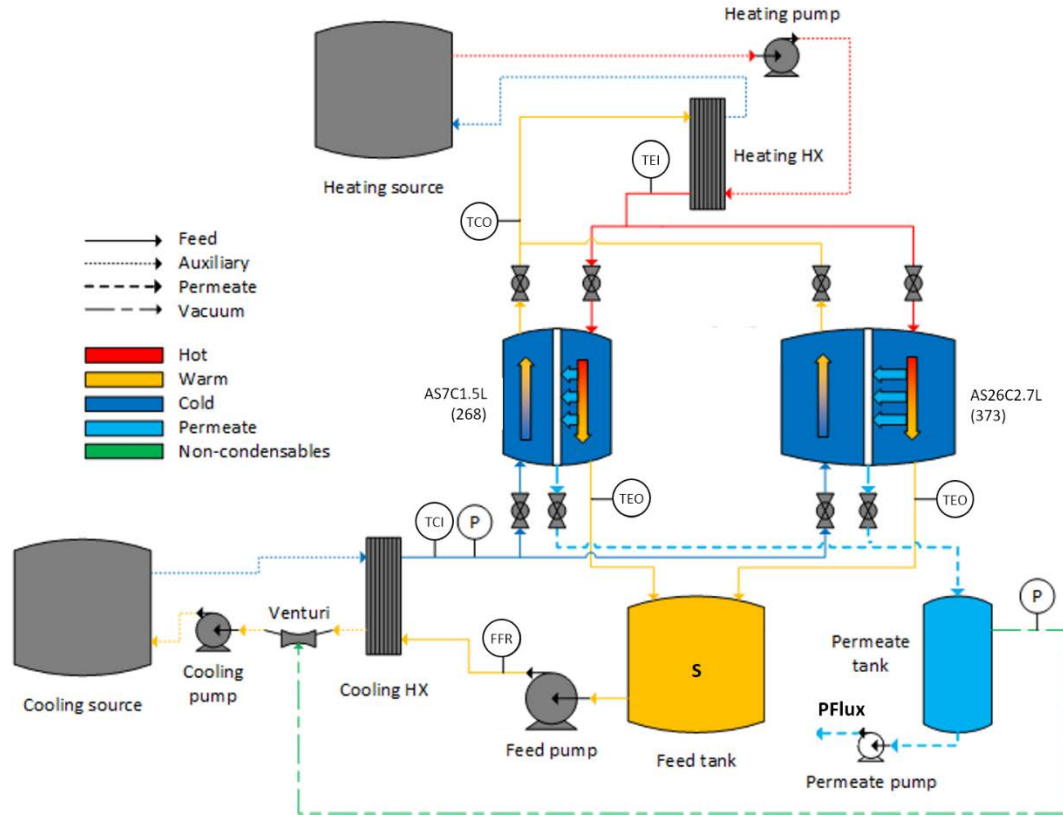 Heating pump
Heating source
Heating HX
TEI
TCO
Feed
Auxiliary
Permeate
Vacuum
Hot
Warm
Cold
Permeate
Non-condensables
AS7C1.5L
(268)
AS26C2.7L
(373)
TEO
TEO
TCI
P
Cooling source
Cooling
pump
Venturi
Cooling HX
FFR
Feed pump
S
Feed tank
Permeate
tank
P
PFlux
Permeate pump